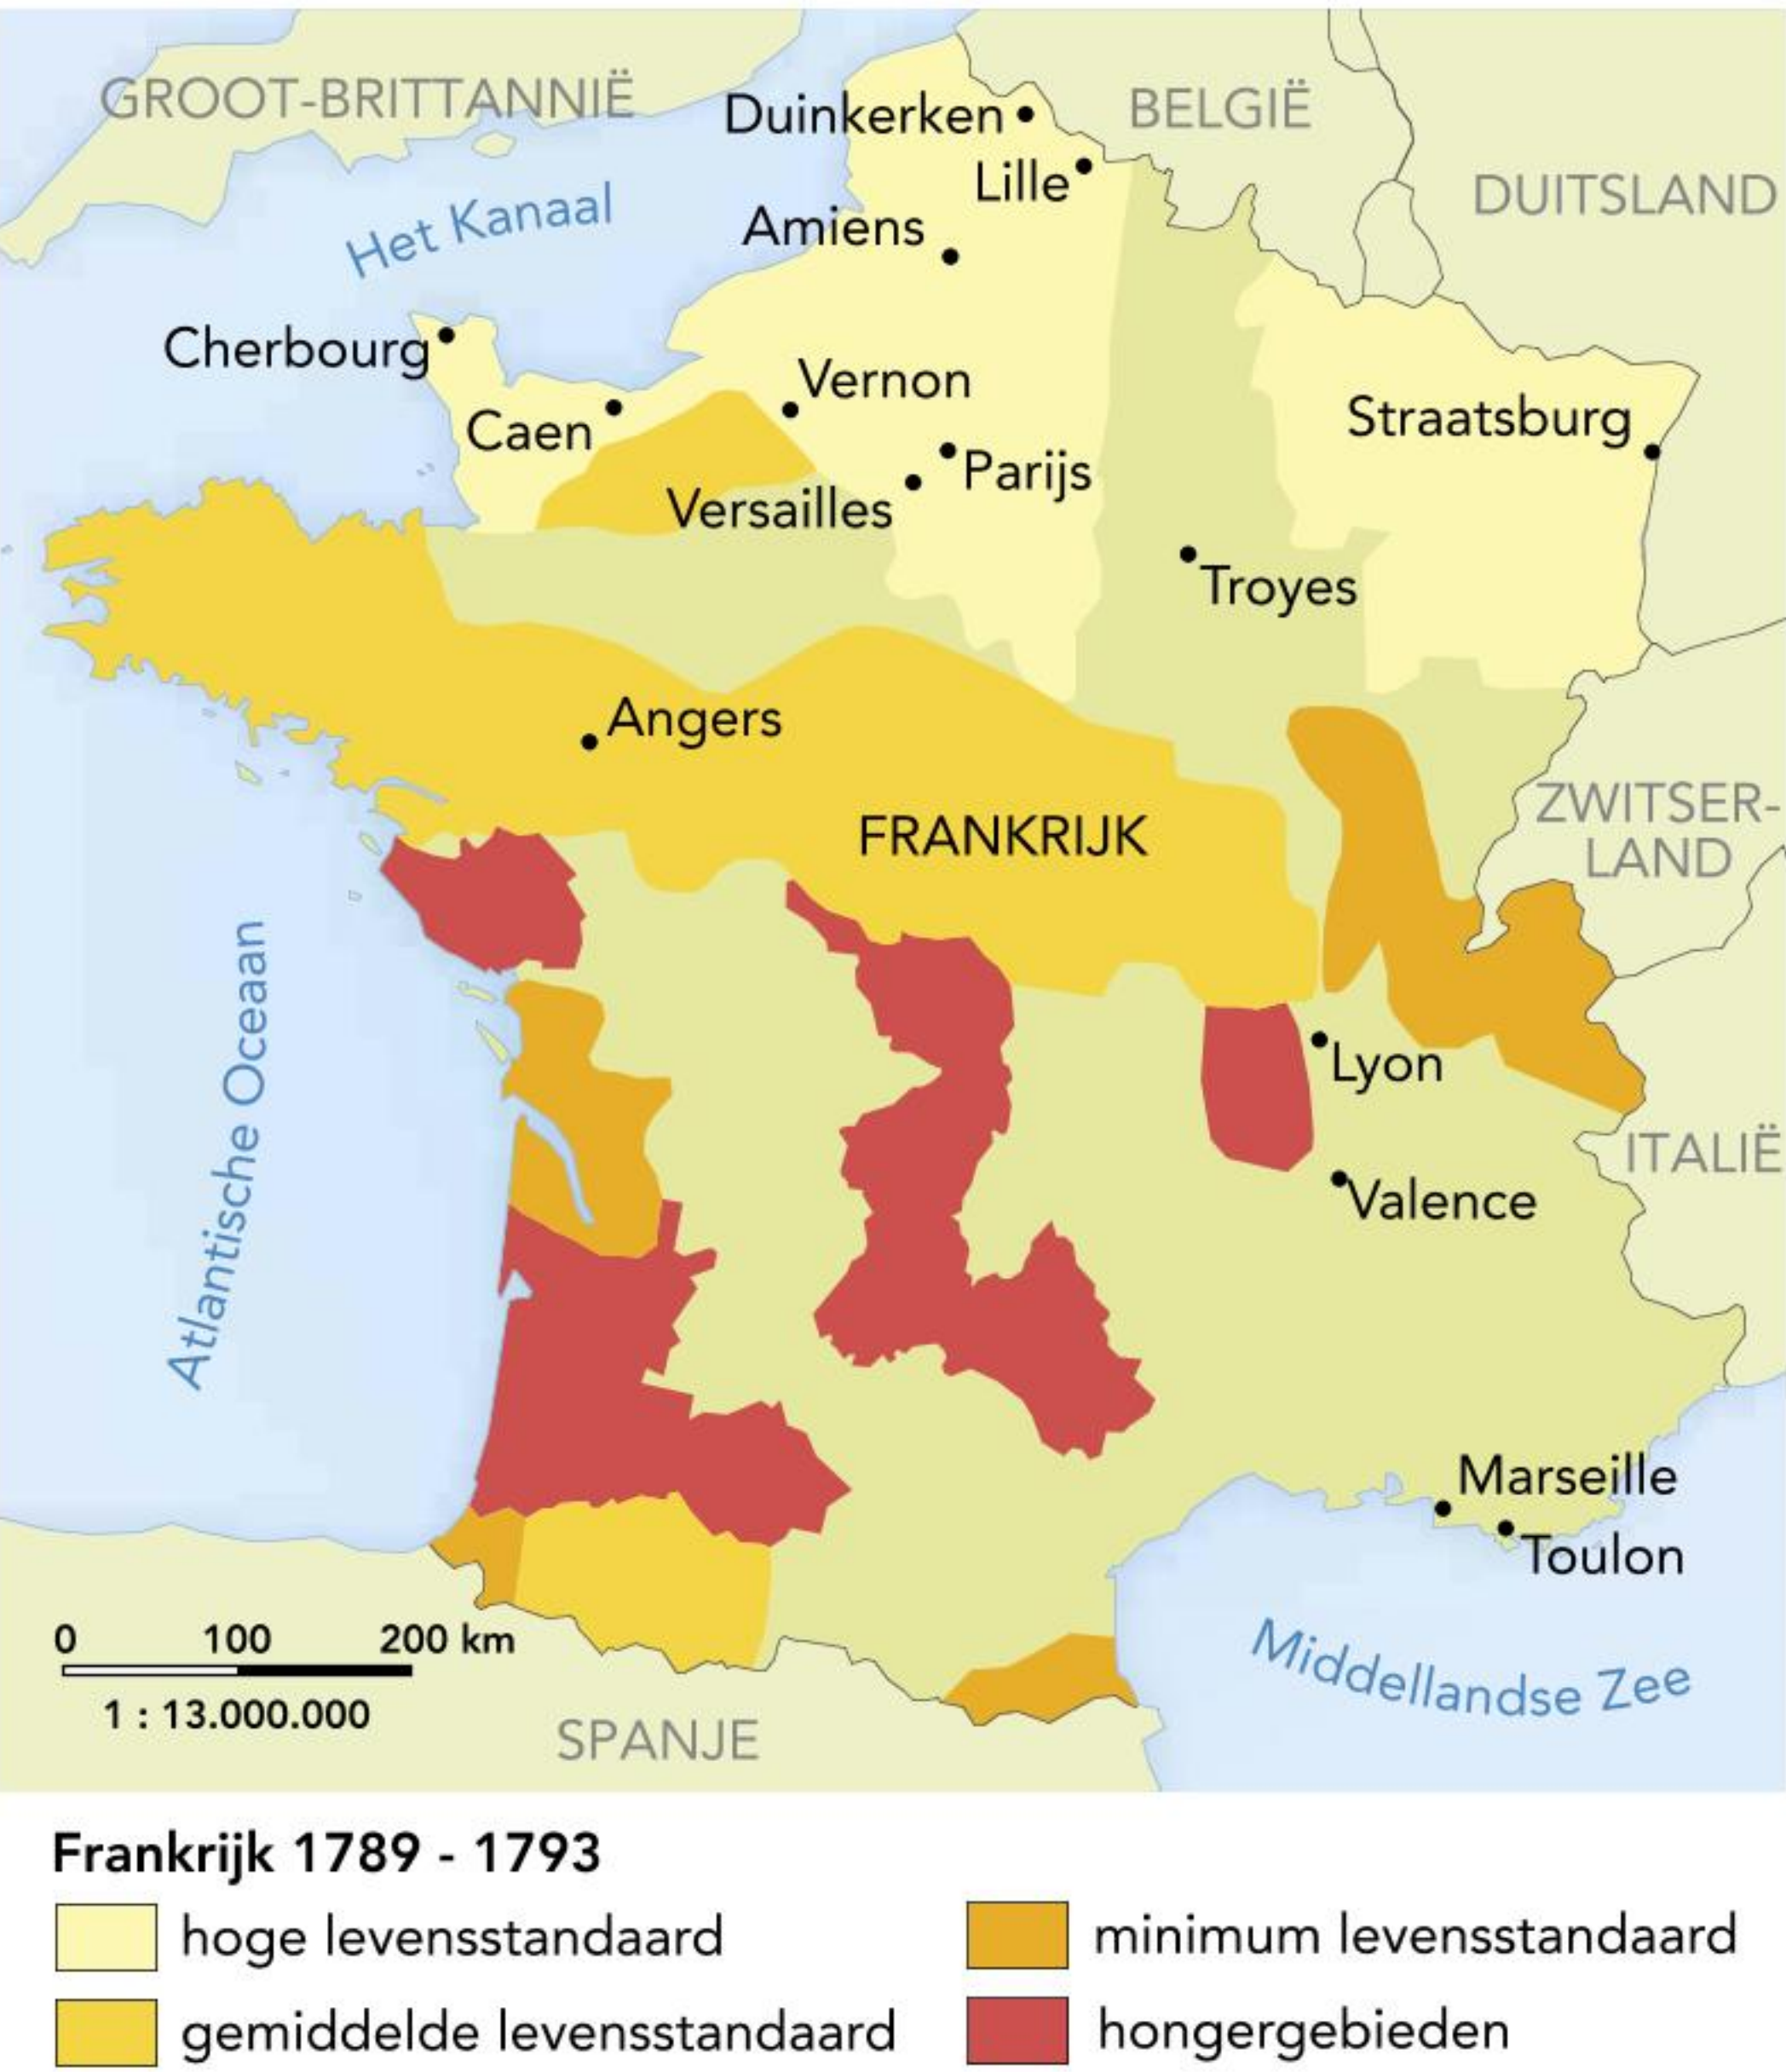 GROOT-BRITTANNIË
Duinkerken
BELGIË
Lille
DUITSLAND
Het Kanaal
Amiens
Cherbourg
Vernon
Caen
Straatsburg
Parijs
Versailles
Troyes
Angers
FRANKRIJK
ZWITSER-
LAND
Atlantische Oceaan
Lyon
ITALIË
Valence
Marseille
Toulon
Middellandse Zee
0 100 200 km
1 : 13.000.000
SPANJE
Frankrijk 1789 - 1793
hoge levensstandaard
gemiddelde levensstandaard
minimum levensstandaard
hongergebieden